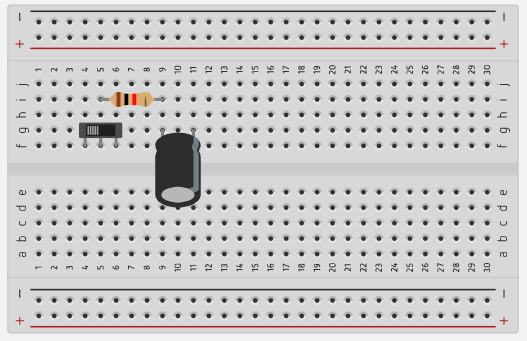 − −
+ +
1 2 3 4 5 6 7 8 9 10 11 12 13 14 15 16 17 18 19 20 21 22 23 24 25 26 27 28 29 30
j j
i i
h h
g g
f f
e e
d d
c c
b b
a a
1 2 3 4 5 6 7 8 9 10 11 12 13 14 15 16 17 18 19 20 21 22 23 24 25 26 27 28 29 30
− −
+ +